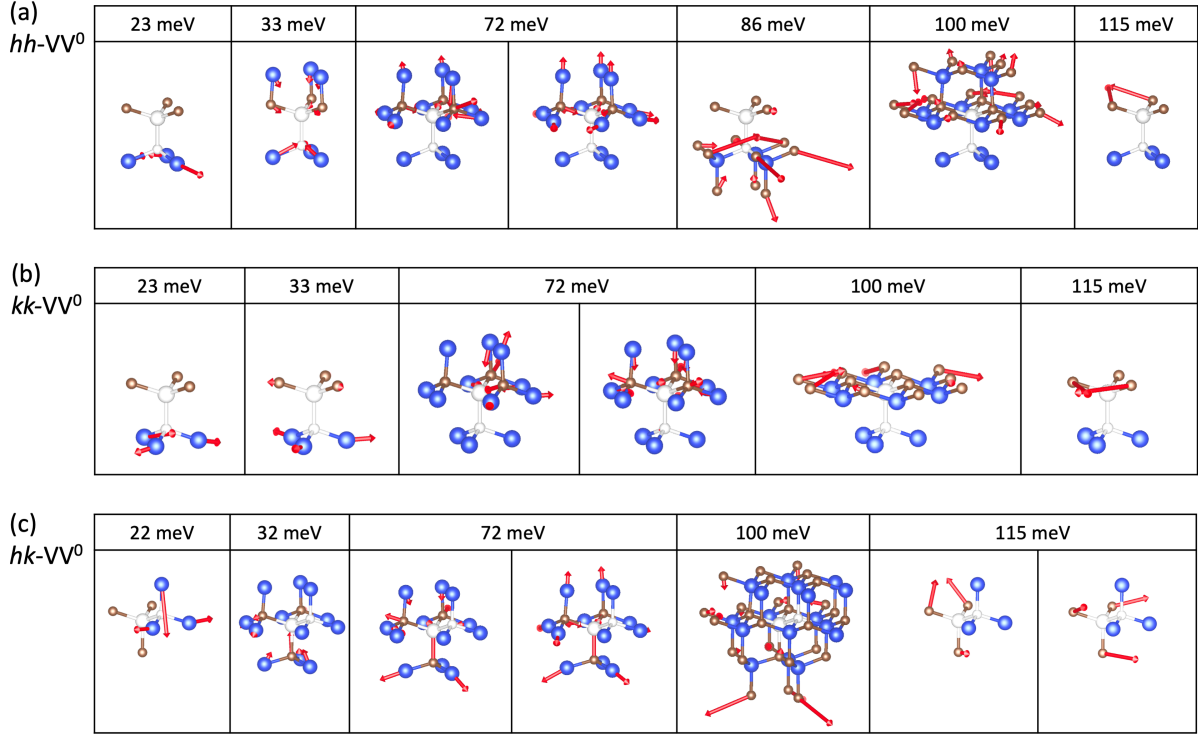 (a)
hh-VV⁰
23 meV 33 meV 72 meV 86 meV 100 meV 115 meV
(b)
kk-VV⁰
23 meV 33 meV 72 meV 100 meV 115 meV
(c)
hk-VV⁰
22 meV 32 meV 72 meV 100 meV 115 meV